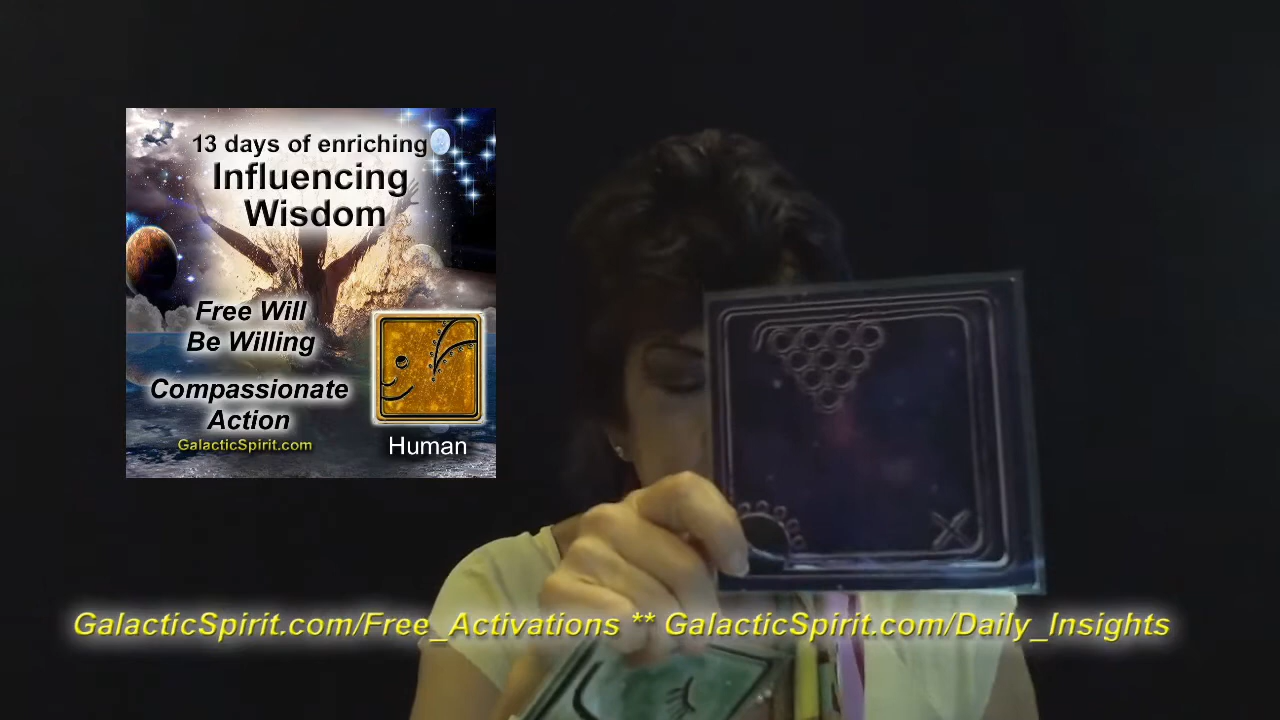 13 days of enriching
Influencing
Wisdom
Free Will
Be Willing
Compassionate
Action
GalacticSpirit.com
Human
GalacticSpirit.com/Free_Activations ** GalacticSpirit.com/Daily_Insights